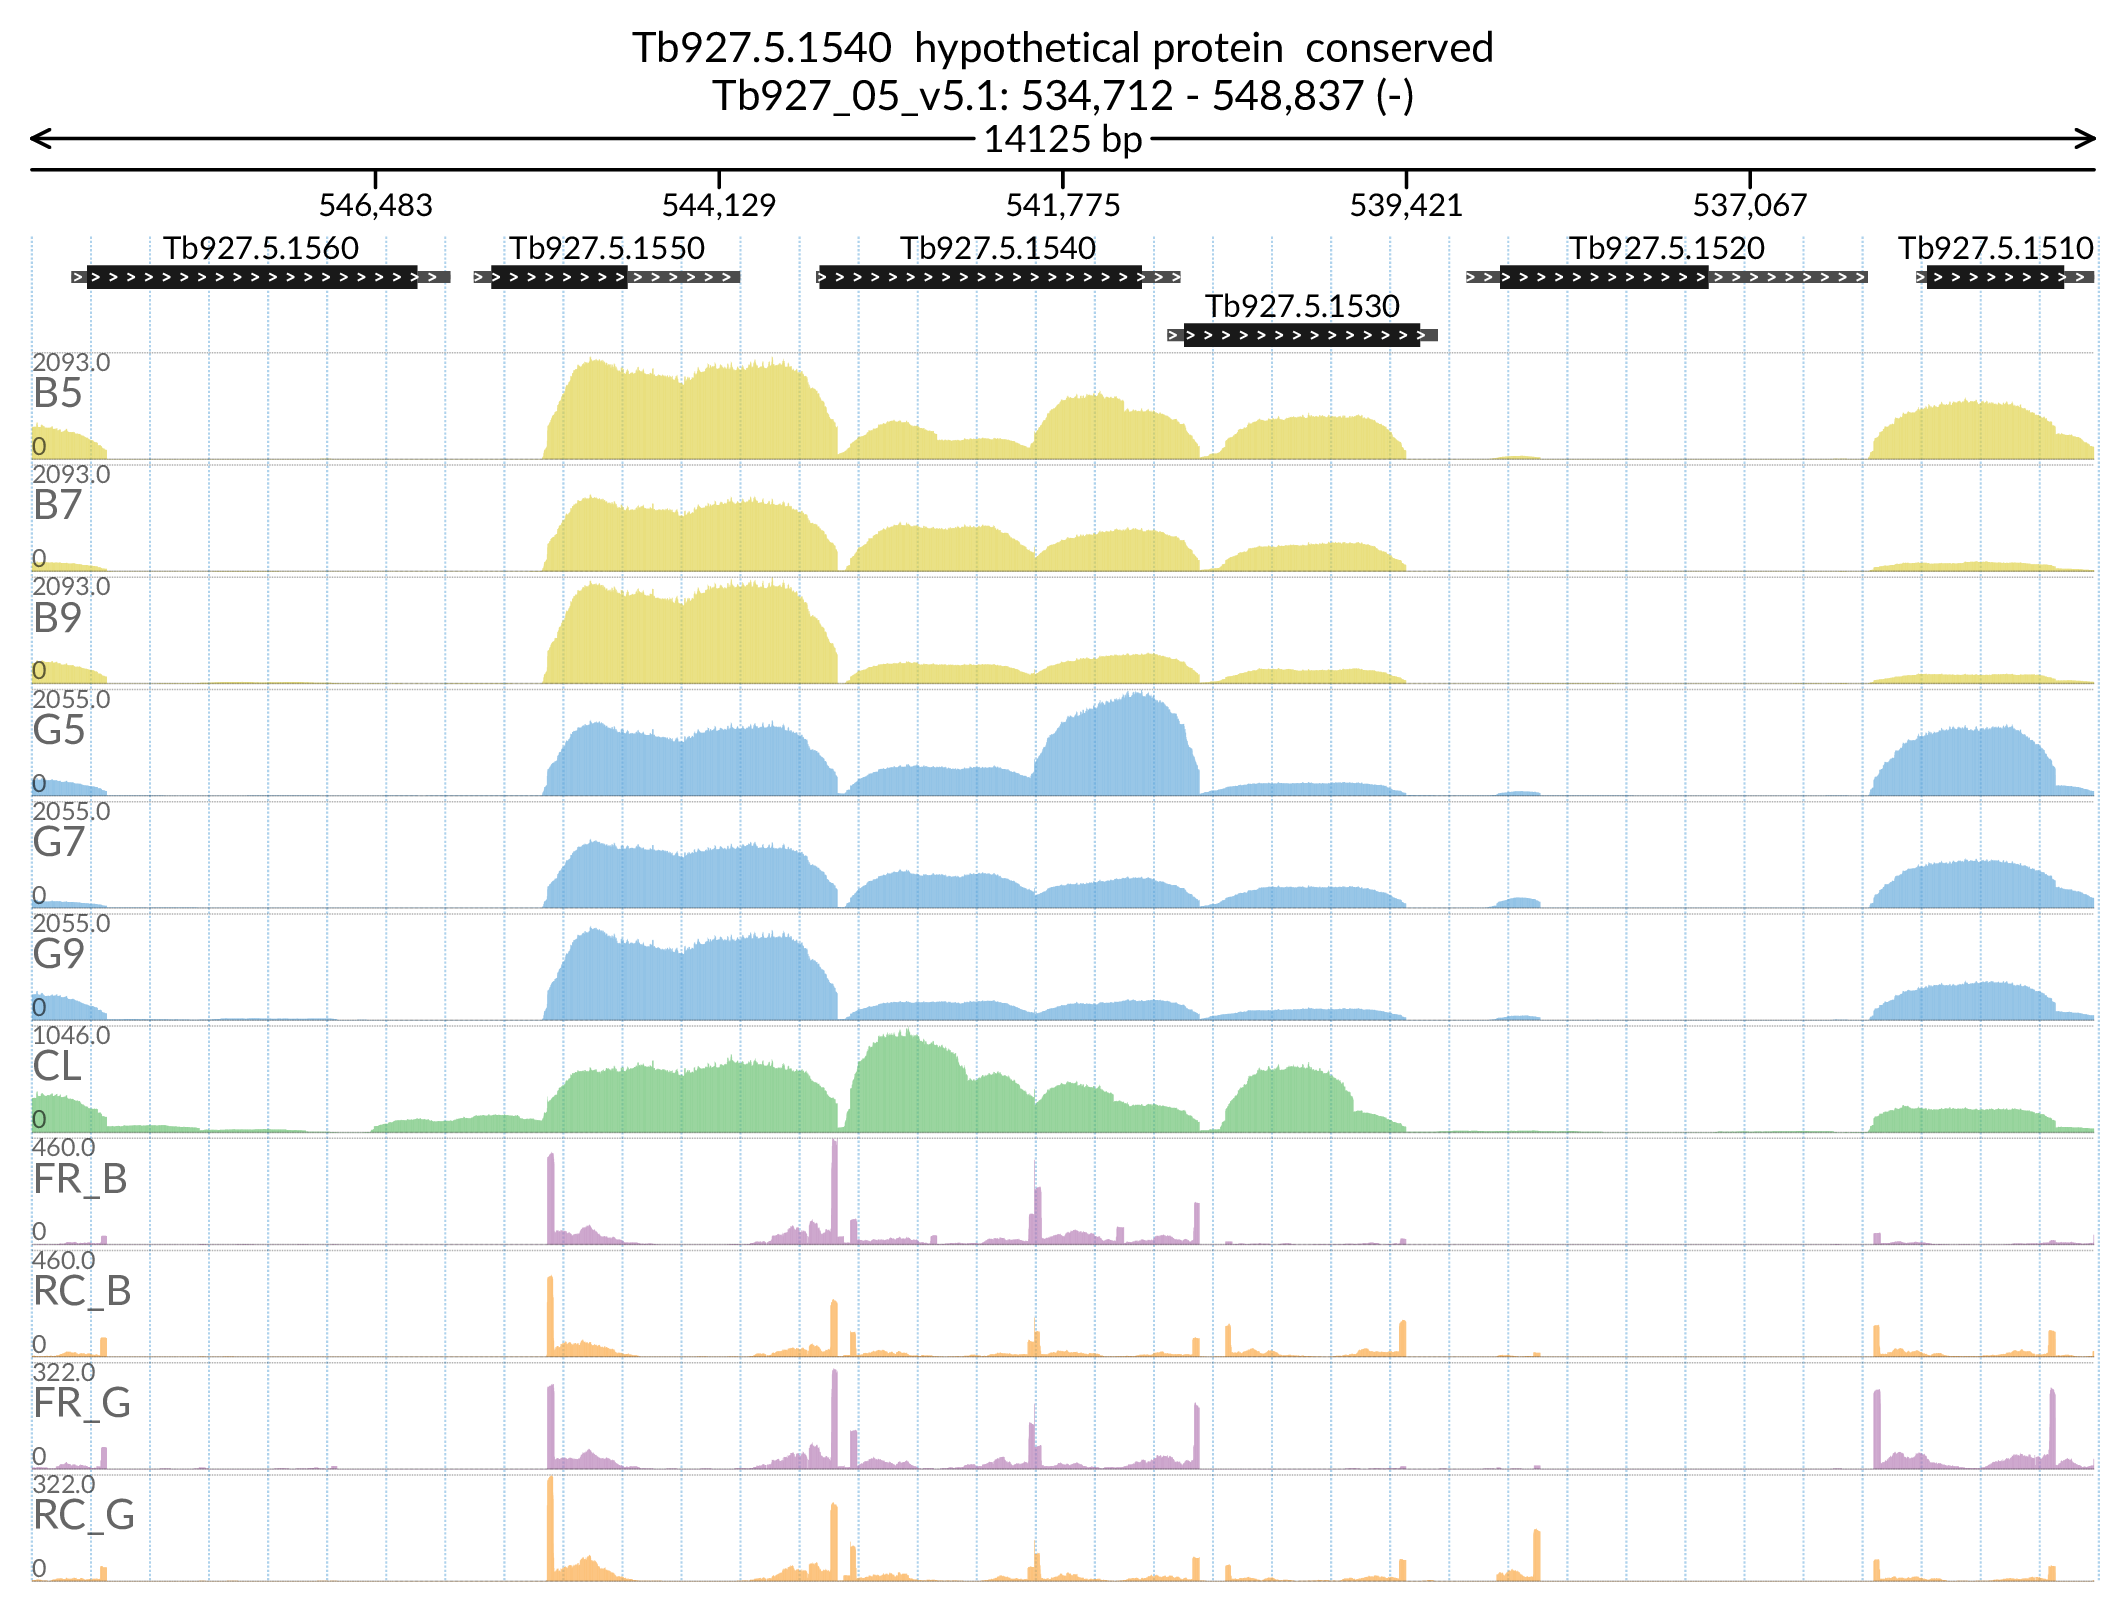 Tb927.5.1540 hypothetical protein conserved
Tb927_05_v5.1: 534,712 - 548,837 (-)
14125 bp
546,483 544,129 541,775 539,421 537,067
Tb927.5.1560 Tb927.5.1550 Tb927.5.1540 Tb927.5.1520 Tb927.5.1510
Tb927.5.1530
2093.0
B5
0
2093.0
B7
0
2093.0
B9
0
2055.0
G5
0
2055.0
G7
0
2055.0
G9
0
1046.0
CL
0
460.0
FR_B
0
460.0
RC_B
0
322.0
FR_G
0
322.0
RC_G
0